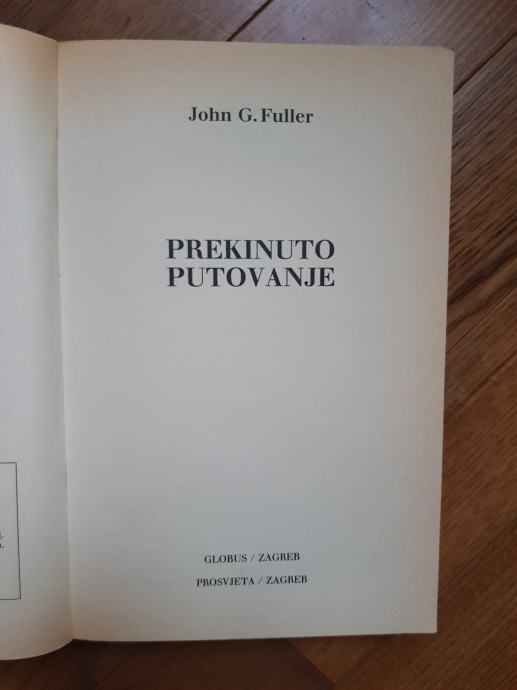 John G. Fuller
PREKINUTO
PUTOVANJE
GLOBUS / ZAGREB
PROSVJETA / ZAGREB